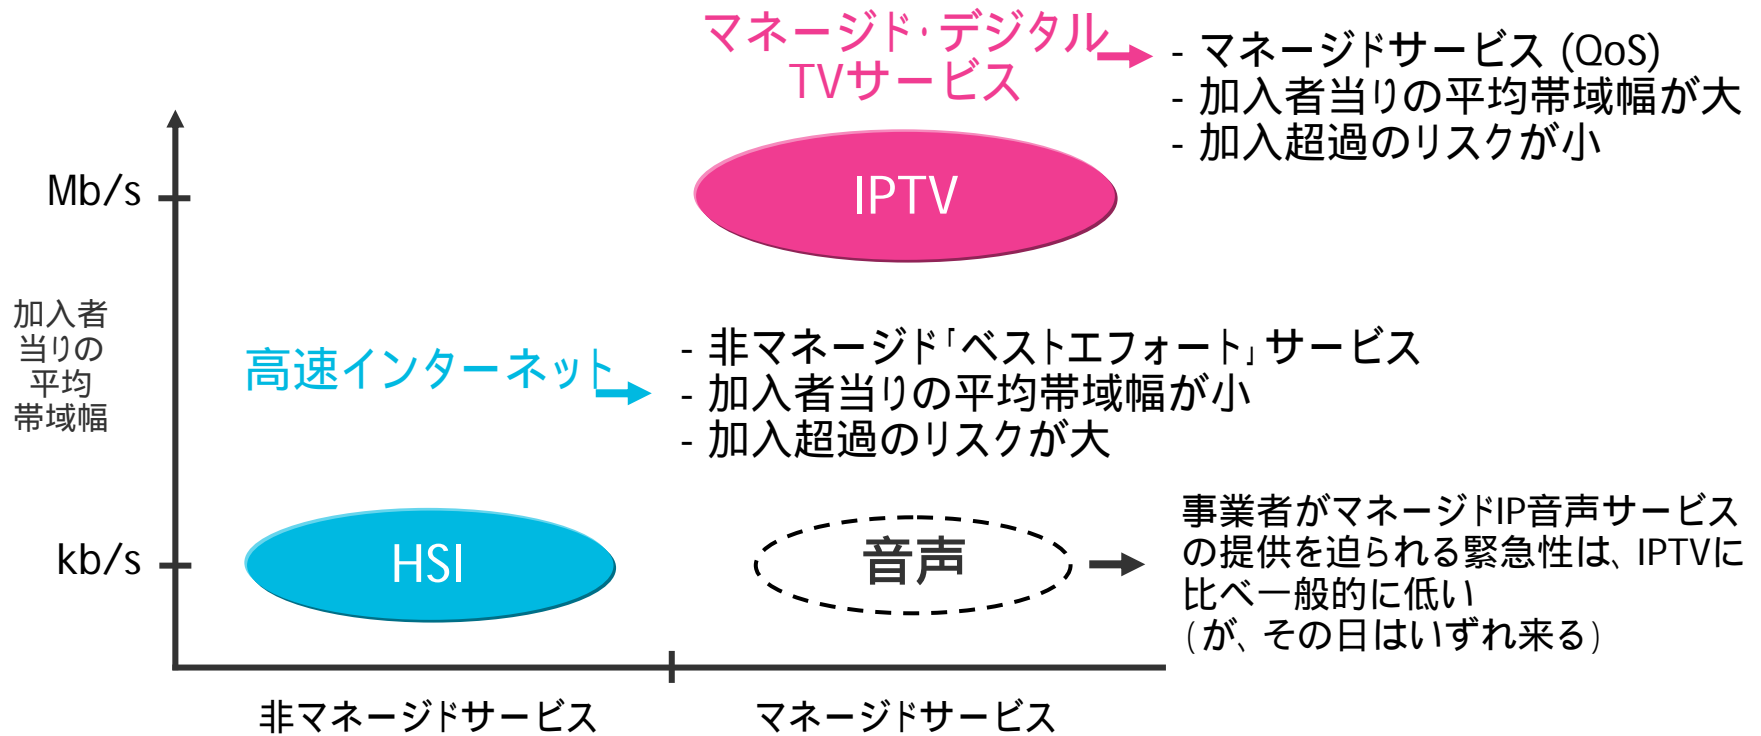 マネージド・デジタル
TVサービス
- マネージドサービス (QoS)
- 加入者当りの平均帯域幅が大
- 加入超過のリスクが小
IPTV
Mb/s
加入者
当りの
平均
帯域幅
高速インターネット
- 非マネージド「ベストエフォート」サービス
- 加入者当りの平均帯域幅が小
- 加入超過のリスクが大
kb/s
HSI
音声
事業者がマネージドIP音声サービス
の提供を迫られる緊急性は、IPTVに
比べ一般的に低い
(が、その日はいずれ来る)
非マネージドサービス
マネージドサービス